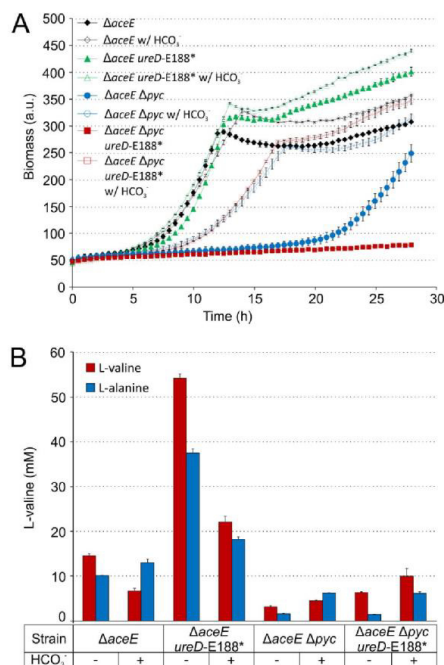 A
500
450
400
350
300
250
200
150
100
50
0
Biomass (a.u.)
ΔaceE
ΔaceE w/ HCO₃⁻
ΔaceE ureD-E188*
ΔaceE ureD-E188* w/ HCO₃⁻
ΔaceE Δpyc
ΔaceE Δpyc w/ HCO₃⁻
ΔaceE Δpyc
ureD-E188*
ΔaceE Δpyc
ureD-E188*
w/ HCO₃⁻
0 5 10 15 20 25 30
Time (h)
B
60
50
40
30
20
10
0
L-valine (mM)
L-valine
L-alanine
Strain ΔaceE ΔaceE ureD-E188* ΔaceE Δpyc ΔaceE Δpyc ureD-E188*
HCO₃⁻ - + - + - + - +